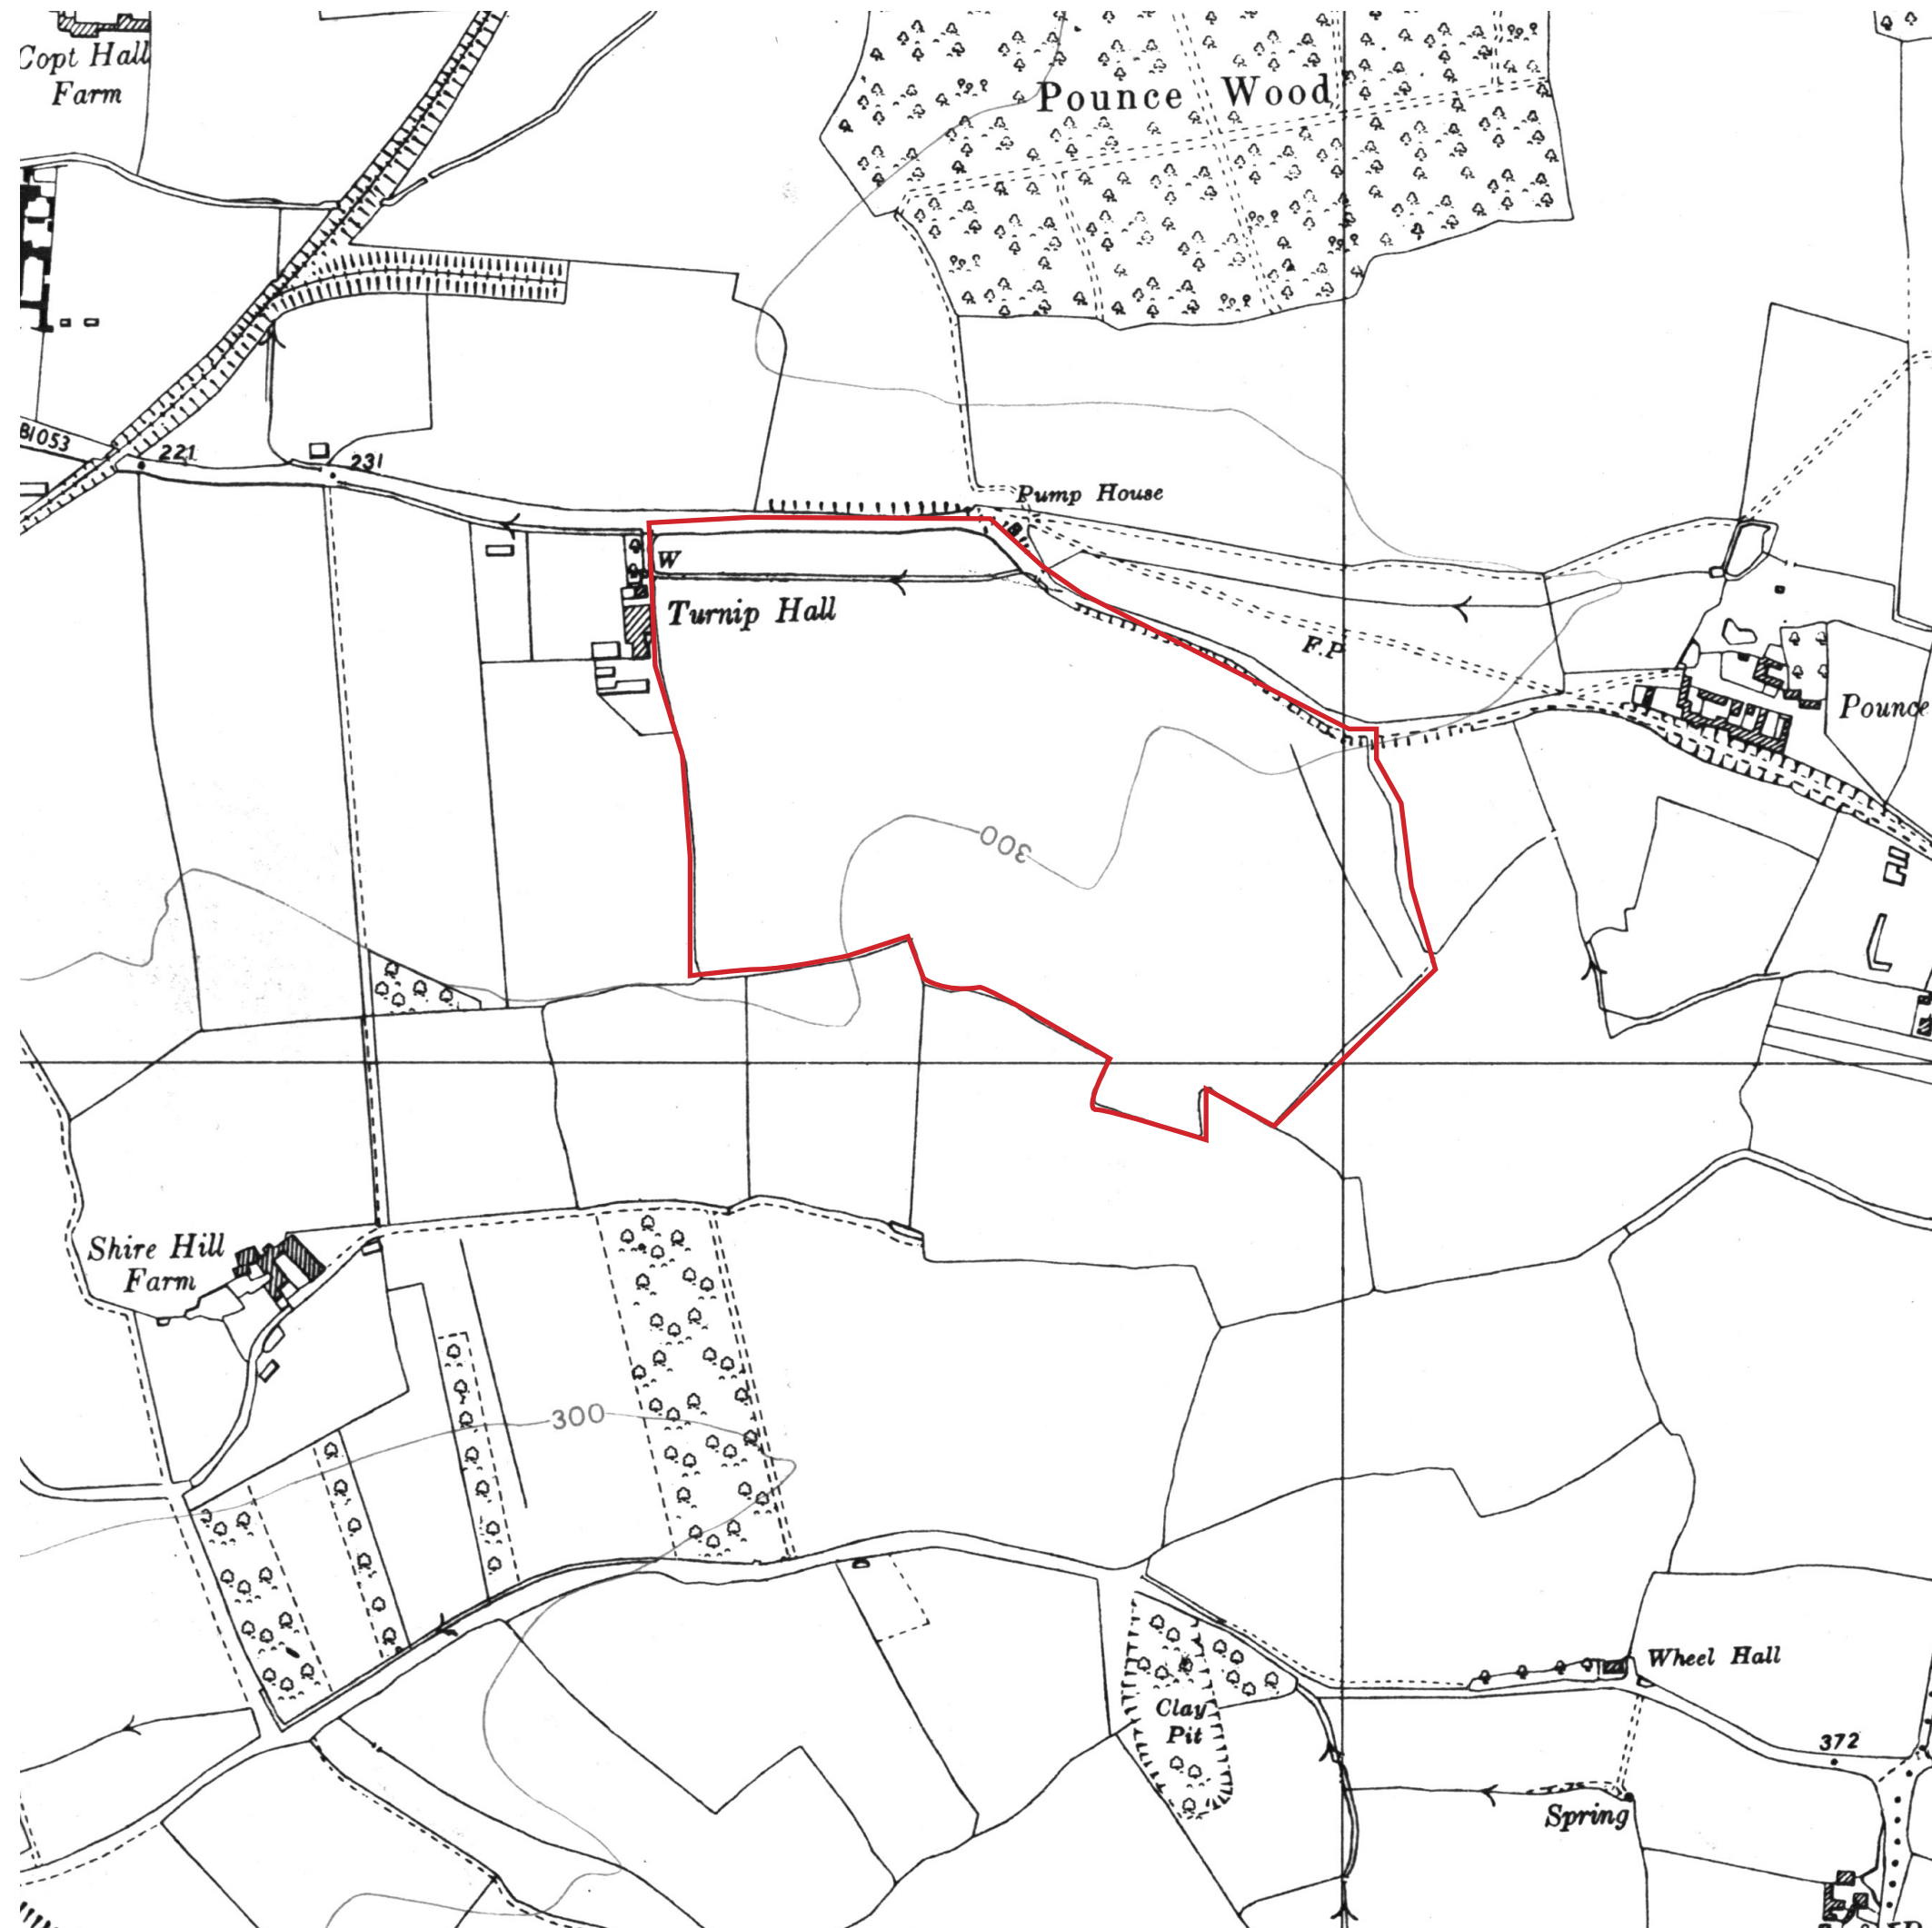 Copt Hall
Farm
Pounce Wood
B1053
221
231
Pump House
W
Turnip Hall
F.P
Pounce
300
Shire Hill
Farm
300
Wheel Hall
Clay
Pit
372
Spring